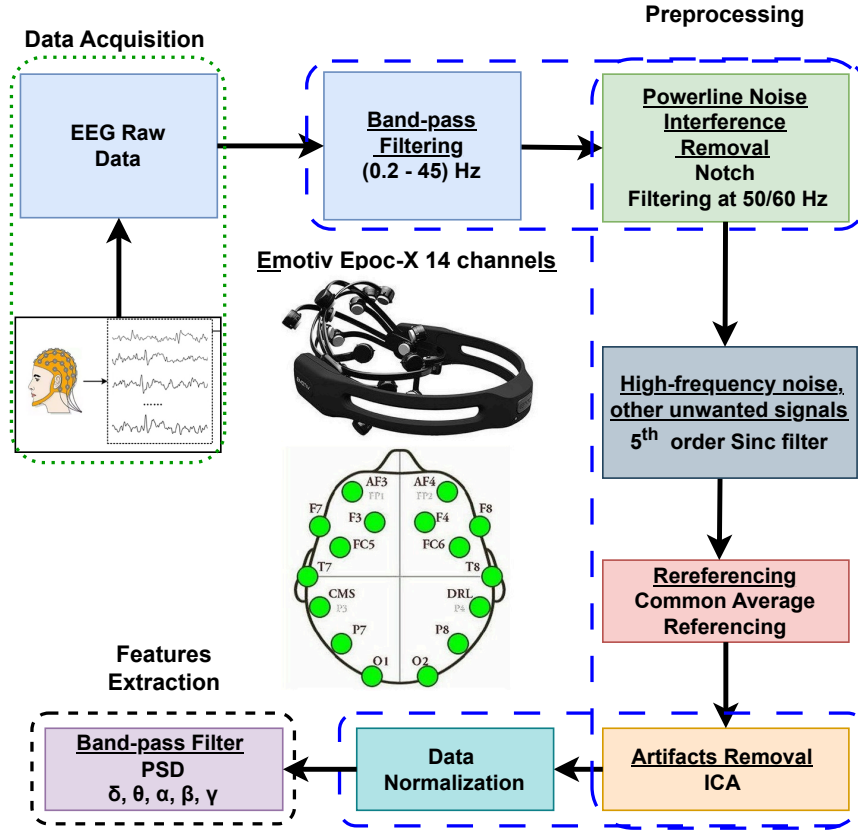 Preprocessing
Data Acquisition
EEG Raw
Data
Band-pass
Filtering
(0.2 - 45) Hz
Powerline Noise
Interference
Removal
Notch
Filtering at 50/60 Hz
Emotiv Epoc-X 14 channels
EMOTIV
......
High-frequency noise,
other unwanted signals
5th order Sinc filter
AF3 AF4
FP1 FP2
F7 F3 F4 F8
FC5 FC6
T7 T8
CMS DRL
P3 P4
P7 P8
O1 O2
Rereferencing
Common Average
Referencing
Features
Extraction
Band-pass Filter
PSD
δ, θ, α, β, γ
Data
Normalization
Artifacts Removal
ICA